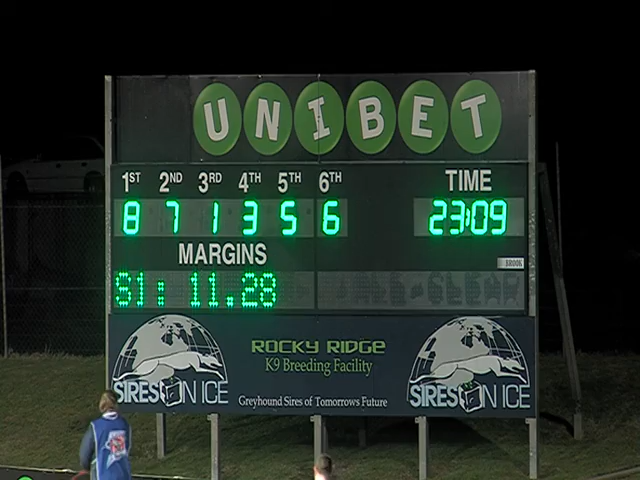 UNIBET
1ST 2ND 3RD 4TH 5TH 6TH TIME
8 7 1 3 5 6 23:09
MARGINS
BROOK
S1: 11.28
ROCKY RIDGE
K9 Breeding Facility
SIRES ON ICE
SIRES ON ICE
Greyhound Sires of Tomorrows Future